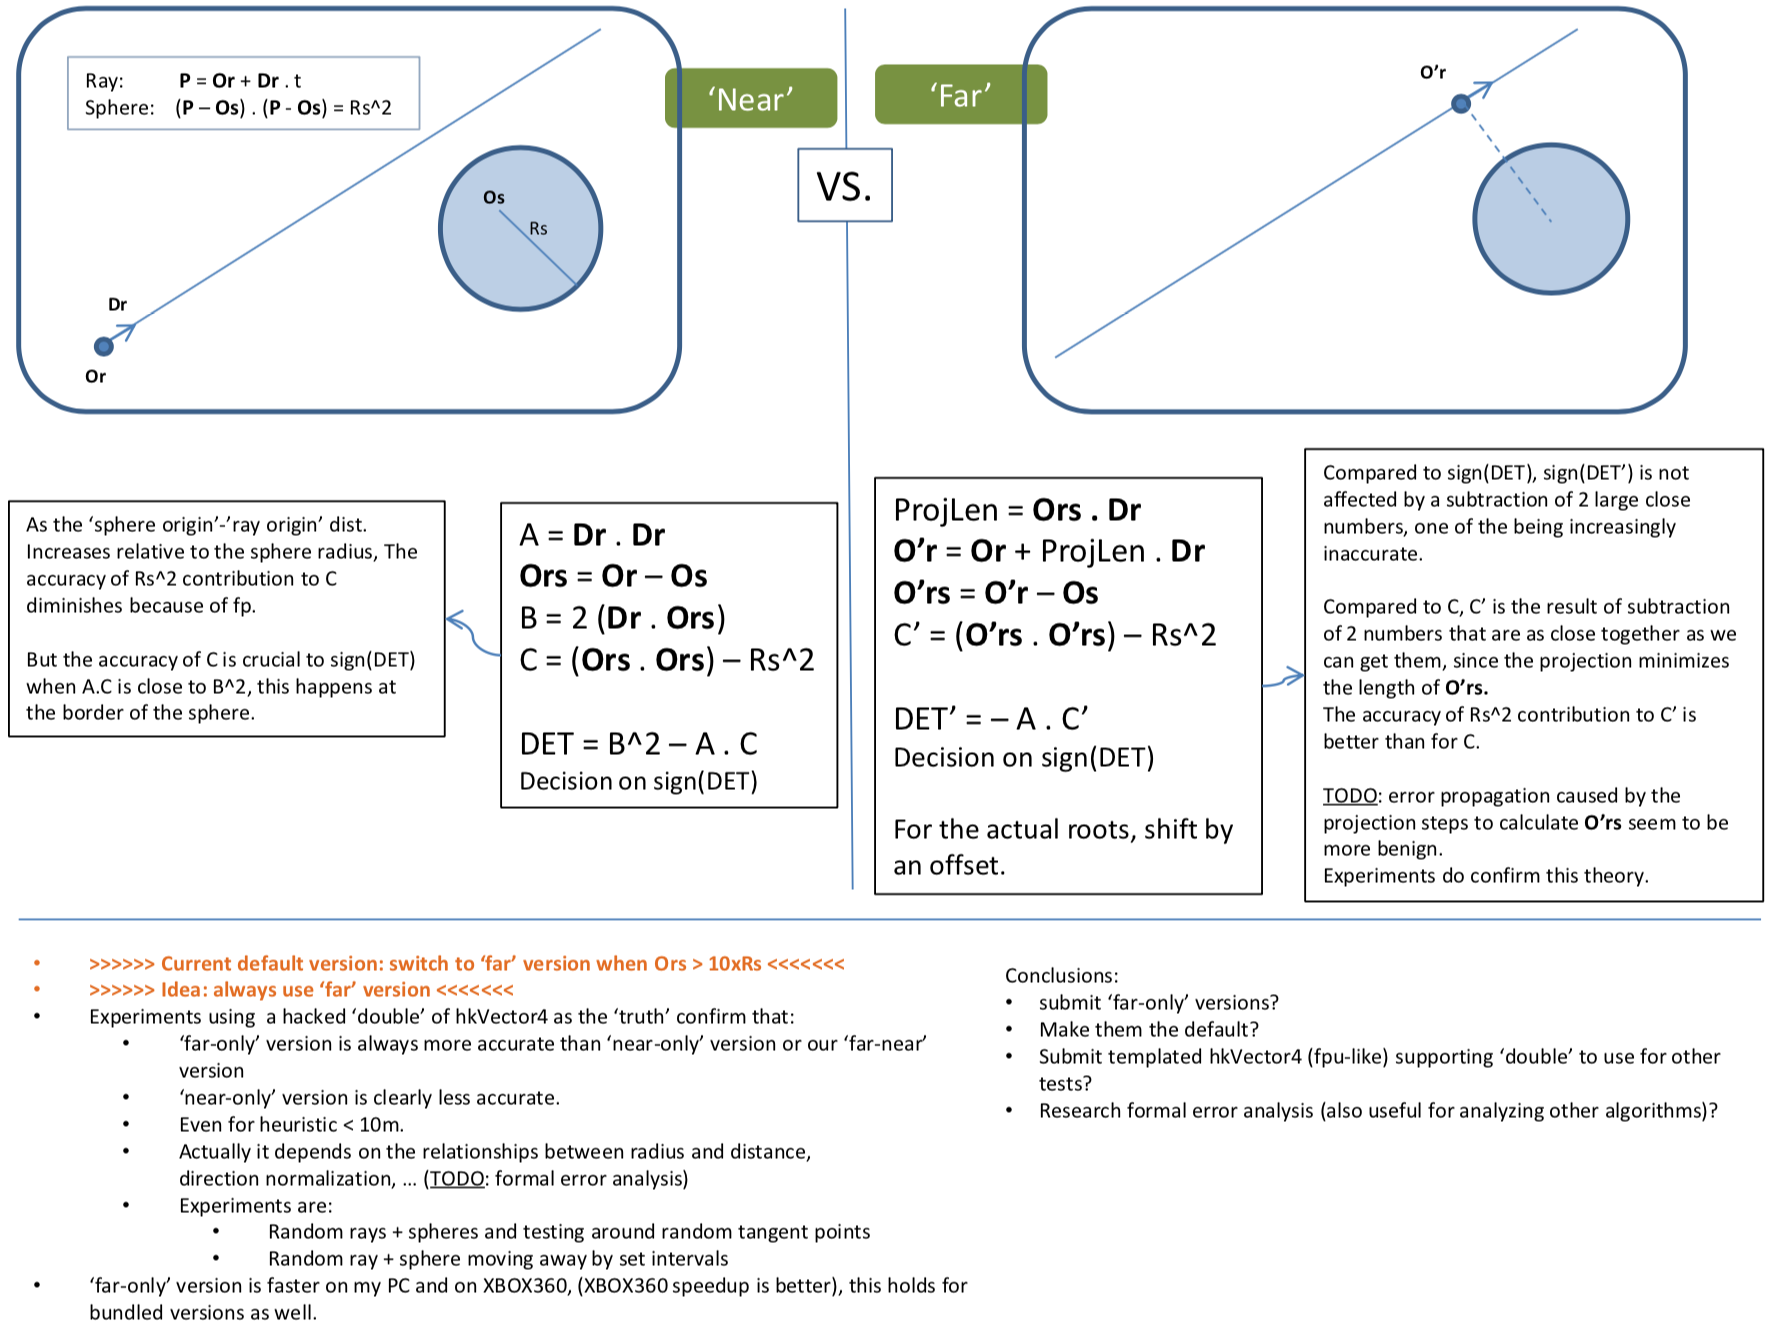 Ray: P = Or + Dr . t
Sphere: (P – Os) . (P - Os) = Rs^2
Os
Rs
Dr
Or
‘Near’
VS.
‘Far’
O’r
As the ‘sphere origin’-’ray origin’ dist.
Increases relative to the sphere radius, The
accuracy of Rs^2 contribution to C
diminishes because of fp.
But the accuracy of C is crucial to sign(DET)
when A.C is close to B^2, this happens at
the border of the sphere.
A = Dr . Dr
Ors = Or – Os
B = 2 (Dr . Ors)
C = (Ors . Ors) – Rs^2
DET = B^2 – A . C
Decision on sign(DET)
ProjLen = Ors . Dr
O’r = Or + ProjLen . Dr
O’rs = O’r – Os
C’ = (O’rs . O’rs) – Rs^2
DET’ = – A . C’
Decision on sign(DET)
For the actual roots, shift by
an offset.
Compared to sign(DET), sign(DET’) is not
affected by a subtraction of 2 large close
numbers, one of the being increasingly
inaccurate.
Compared to C, C’ is the result of subtraction
of 2 numbers that are as close together as we
can get them, since the projection minimizes
the length of O’rs.
The accuracy of Rs^2 contribution to C’ is
better than for C.
TODO: error propagation caused by the
projection steps to calculate O’rs seem to be
more benign.
Experiments do confirm this theory.
• >>>>>> Current default version: switch to ‘far’ version when Ors > 10xRs <<<<<<<
• >>>>>> Idea: always use ‘far’ version <<<<<<<
• Experiments using a hacked ‘double’ of hkVector4 as the ‘truth’ confirm that:
• ‘far-only’ version is always more accurate than ‘near-only’ version or our ‘far-near’
version
• ‘near-only’ version is clearly less accurate.
• Even for heuristic < 10m.
• Actually it depends on the relationships between radius and distance,
direction normalization, … (TODO: formal error analysis)
• Experiments are:
• Random rays + spheres and testing around random tangent points
• Random ray + sphere moving away by set intervals
• ‘far-only’ version is faster on my PC and on XBOX360, (XBOX360 speedup is better), this holds for
bundled versions as well.
Conclusions:
• submit ‘far-only’ versions?
• Make them the default?
• Submit templated hkVector4 (fpu-like) supporting ‘double’ to use for other
tests?
• Research formal error analysis (also useful for analyzing other algorithms)?